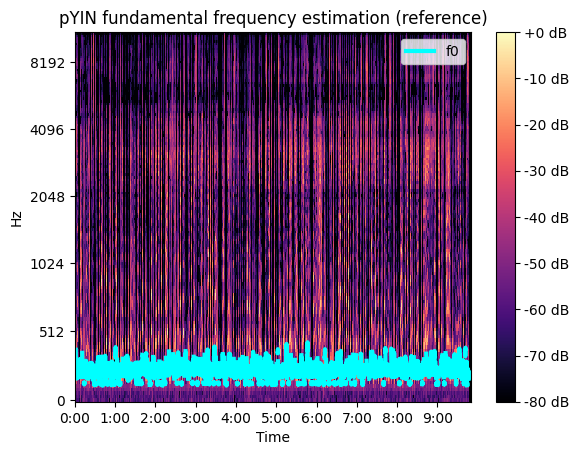 pYIN fundamental frequency estimation (reference)
f0
8192
4096
2048
1024
512
0
Hz
0:00 1:00 2:00 3:00 4:00 5:00 6:00 7:00 8:00 9:00
Time
+0 dB
-10 dB
-20 dB
-30 dB
-40 dB
-50 dB
-60 dB
-70 dB
-80 dB